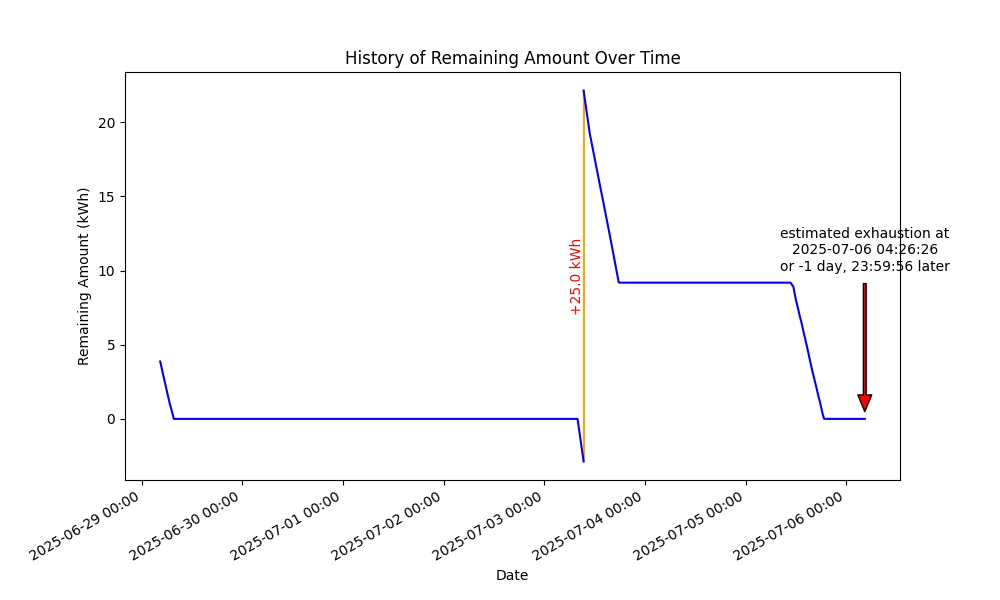 History of Remaining Amount Over Time
Remaining Amount (kWh)
20
15
10
5
0
+25.0 kWh
estimated exhaustion at
2025-07-06 04:26:26
or -1 day, 23:59:56 later
2025-06-29 00:00
2025-06-30 00:00
2025-07-01 00:00
2025-07-02 00:00
2025-07-03 00:00
2025-07-04 00:00
2025-07-05 00:00
2025-07-06 00:00
Date